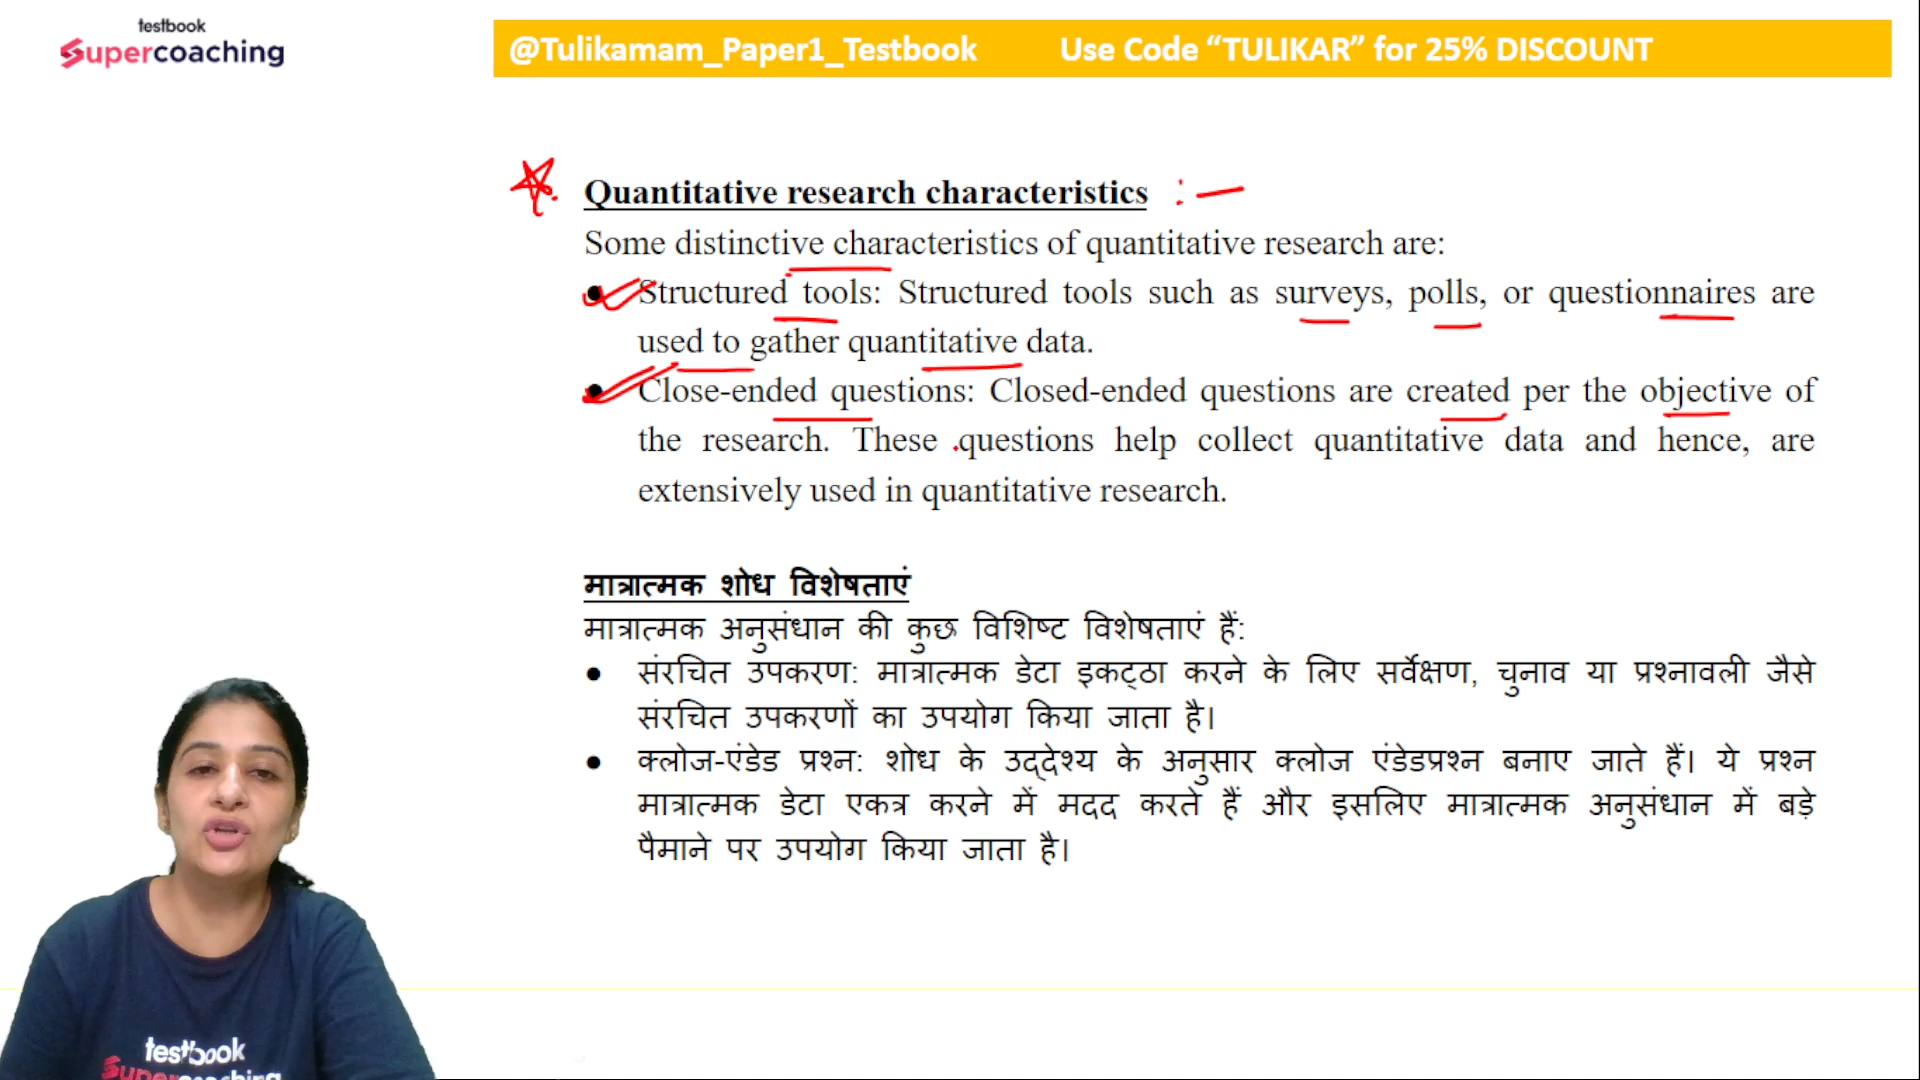 testbook
Supercoaching
@Tulikamam_Paper1_Testbook Use Code “TULIKAR” for 25% DISCOUNT
Quantitative research characteristics :—
Some distinctive characteristics of quantitative research are:
● Structured tools: Structured tools such as surveys, polls, or questionnaires are
used to gather quantitative data.
● Close-ended questions: Closed-ended questions are created per the objective of
the research. These questions help collect quantitative data and hence, are
extensively used in quantitative research.
मात्रात्मक शोध विशेषताएं
मात्रात्मक अनुसंधान की कुछ विशिष्ट विशेषताएं हैं:
● संरचित उपकरण: मात्रात्मक डेटा इकट्ठा करने के लिए सर्वेक्षण, चुनाव या प्रश्नावली जैसे
संरचित उपकरणों का उपयोग किया जाता है।
● क्लोज-एंडेड प्रश्न: शोध के उद्देश्य के अनुसार क्लोज एंडेडप्रश्न बनाए जाते हैं। ये प्रश्न
मात्रात्मक डेटा एकत्र करने में मदद करते हैं और इसलिए मात्रात्मक अनुसंधान में बड़े
पैमाने पर उपयोग किया जाता है।
testbook
Supercoaching